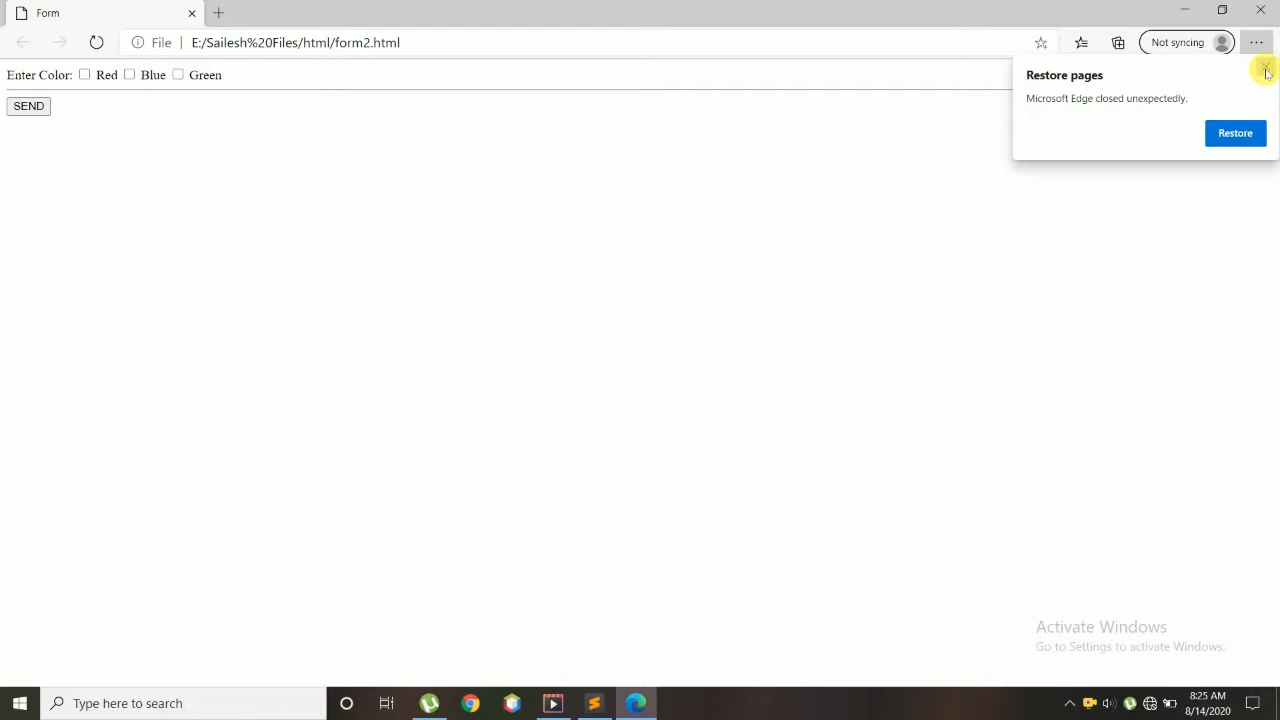 Form
File
E:/Sailesh%20Files/html/form2.html
Not syncing
Enter Color: Red Blue Green
SEND
Restore pages
Microsoft Edge closed unexpectedly.
Restore
Activate Windows
Go to Settings to activate Windows.
Type here to search
8:25 AM
8/14/2020